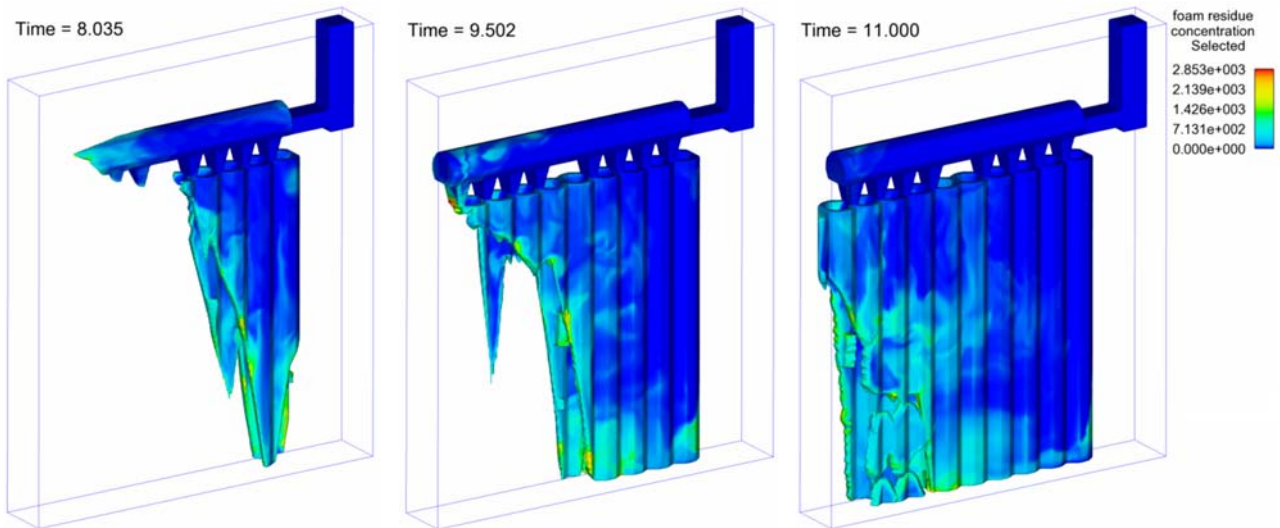 Time = 8.035
Time = 9.502
Time = 11.000
foam residue
concentration
Selected
2.853e+003
2.139e+003
1.426e+003
7.131e+002
0.000e+000